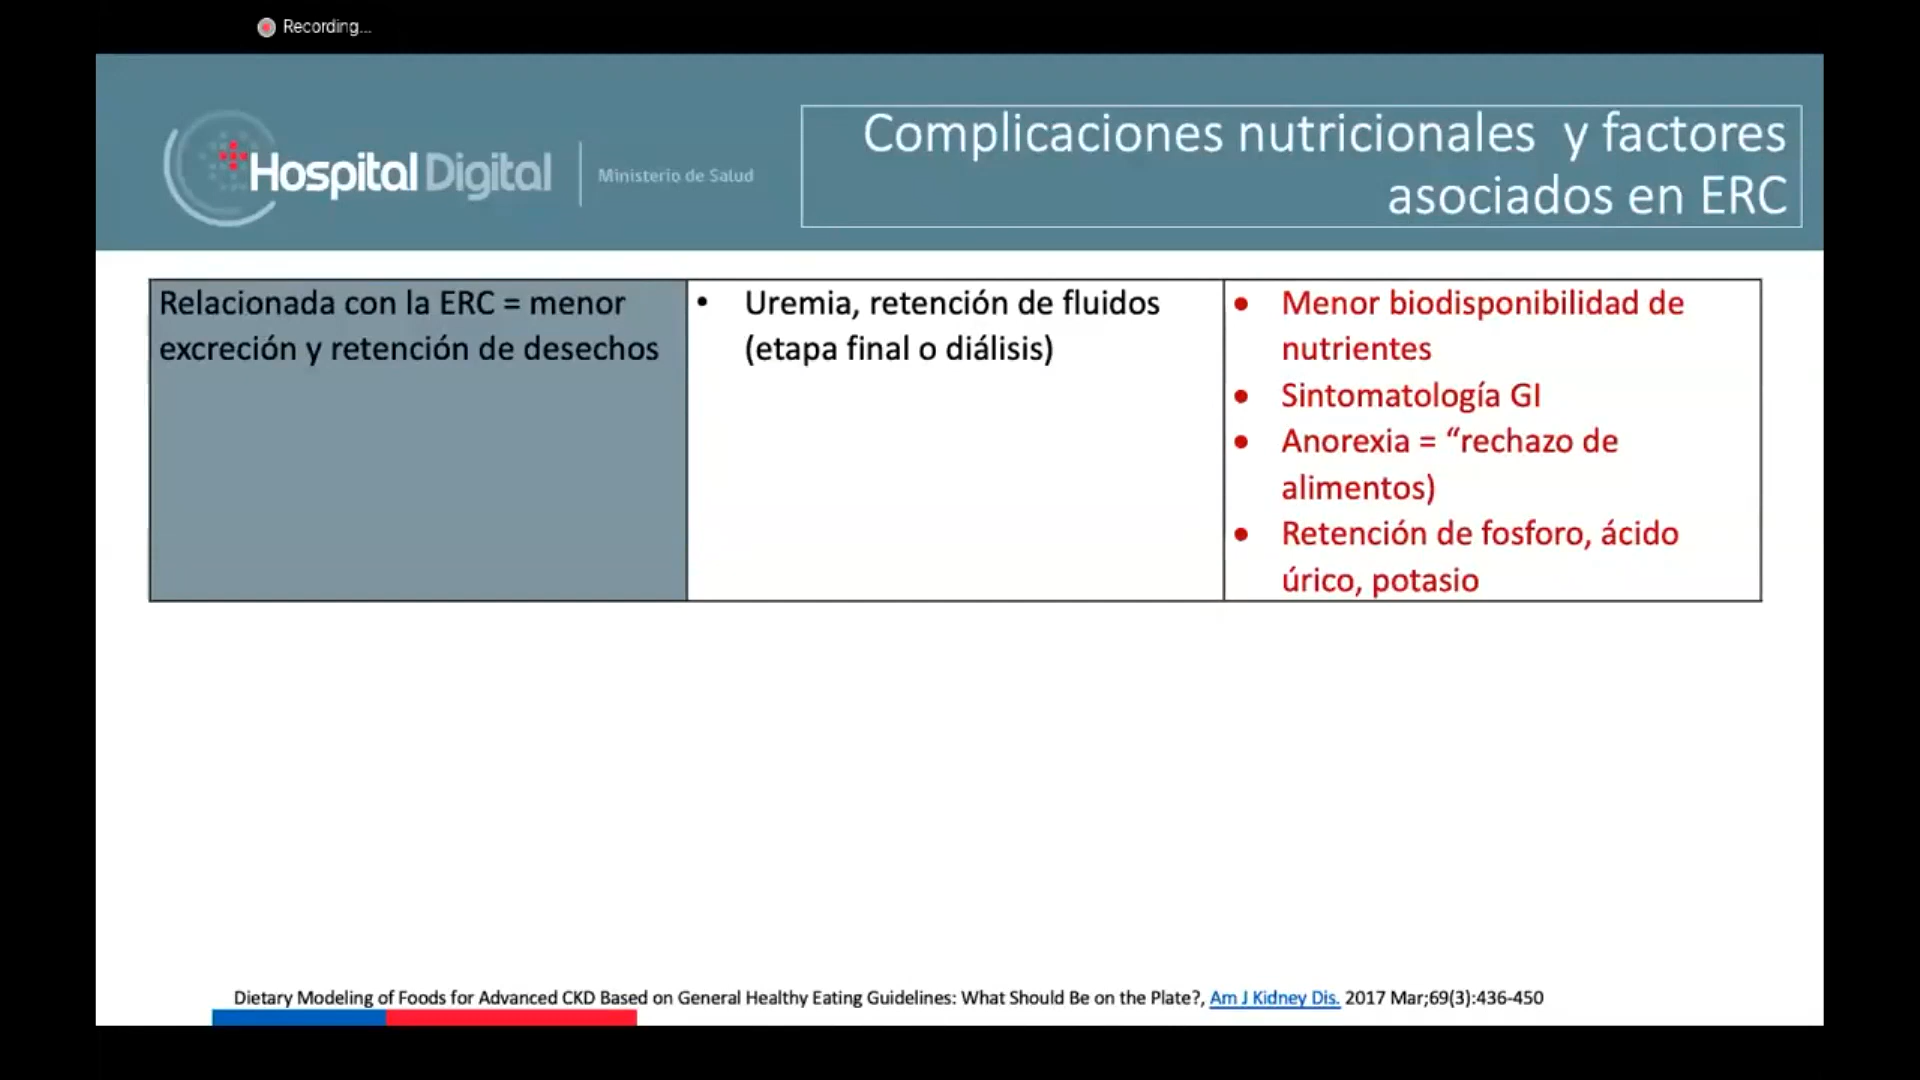 Recording...
Hospital Digital
Ministerio de Salud
Complicaciones nutricionales y factores
asociados en ERC
Relacionada con la ERC = menor
excreción y retención de desechos
• Uremia, retención de fluidos
(etapa final o diálisis)
• Menor biodisponibilidad de
nutrientes
• Sintomatología GI
• Anorexia = “rechazo de
alimentos)
• Retención de fosforo, ácido
úrico, potasio
Dietary Modeling of Foods for Advanced CKD Based on General Healthy Eating Guidelines: What Should Be on the Plate?, Am J Kidney Dis. 2017 Mar;69(3):436-450